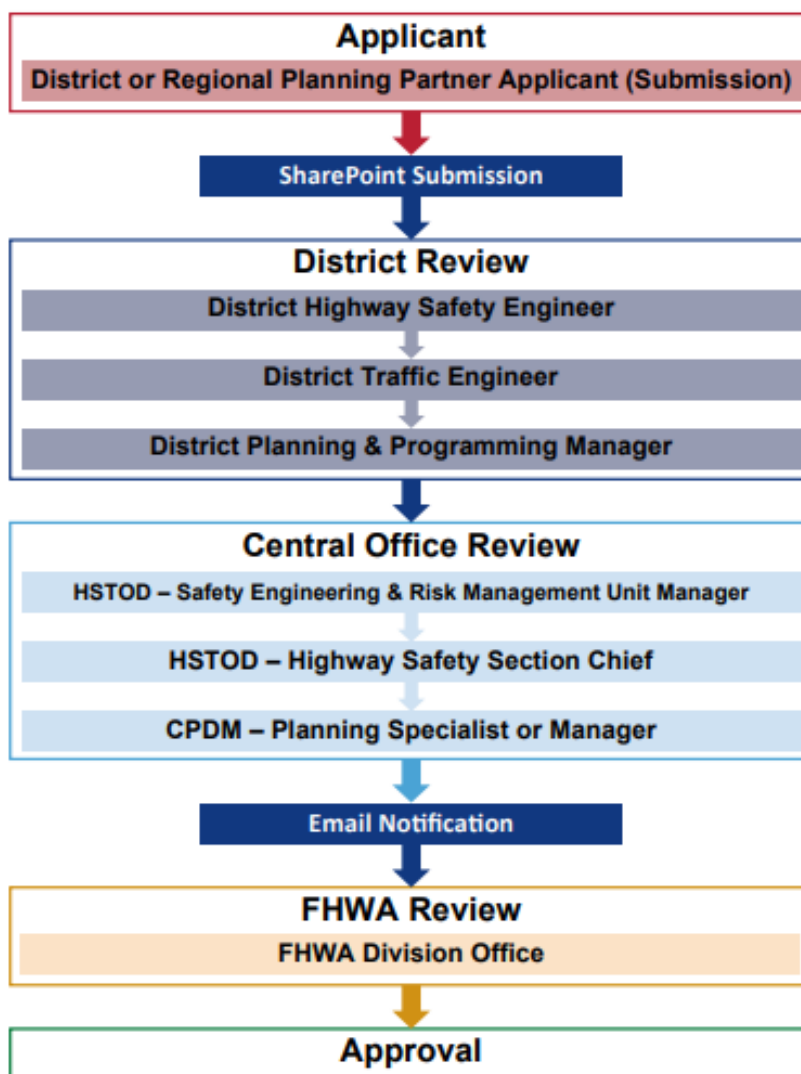 Applicant
District or Regional Planning Partner Applicant (Submission)
SharePoint Submission
District Review
District Highway Safety Engineer
District Traffic Engineer
District Planning & Programming Manager
Central Office Review
HSTOD – Safety Engineering & Risk Management Unit Manager
HSTOD – Highway Safety Section Chief
CPDM – Planning Specialist or Manager
Email Notification
FHWA Review
FHWA Division Office
Approval